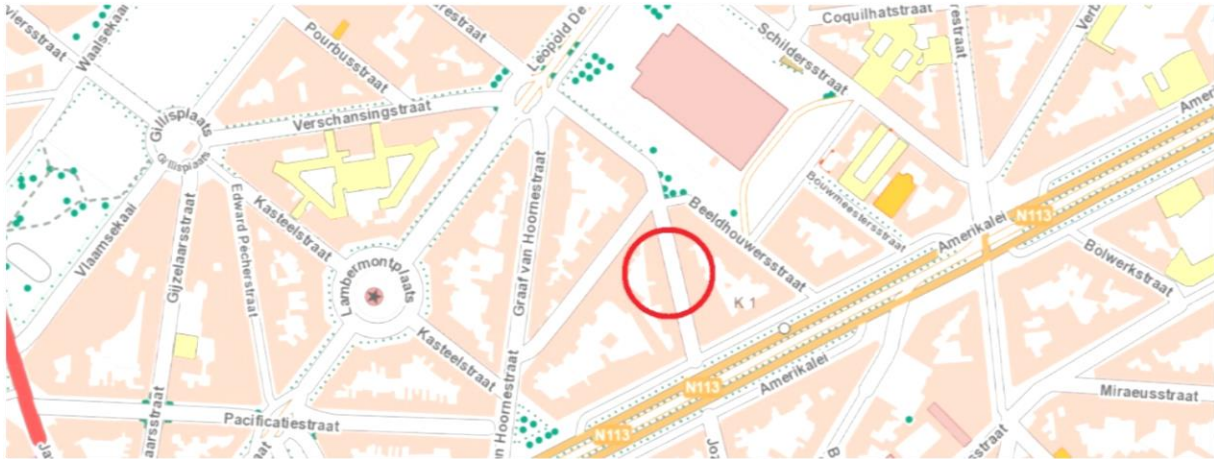 Waalsekaai
Coquilhatstraat
Leopold De
Schildersstraat
Pourbusstraat
Gillisplaats
Verschansingstraat
Gillisplaats
Edward Pecherstraat
Kasteelstraat
Graaf van Hoornestraat
Bouwmeestersstraat
Beeldhouwersstraat
Amerikalei
N113
Vlaamsekaai
Gijzelaarsstraat
Lambermontplaats
Bolwerkstraat
K 1
Kasteelstraat
Amerikalei
N113
Miraeusstraat
Pacificatiestraat
N113